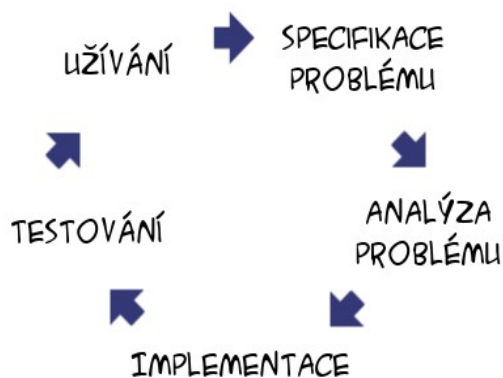 UŽÍVÁNÍ
SPECIFIKACE
PROBLÉMU
ANALÝZA
PROBLÉMU
IMPLEMENTACE
TESTOVÁNÍ